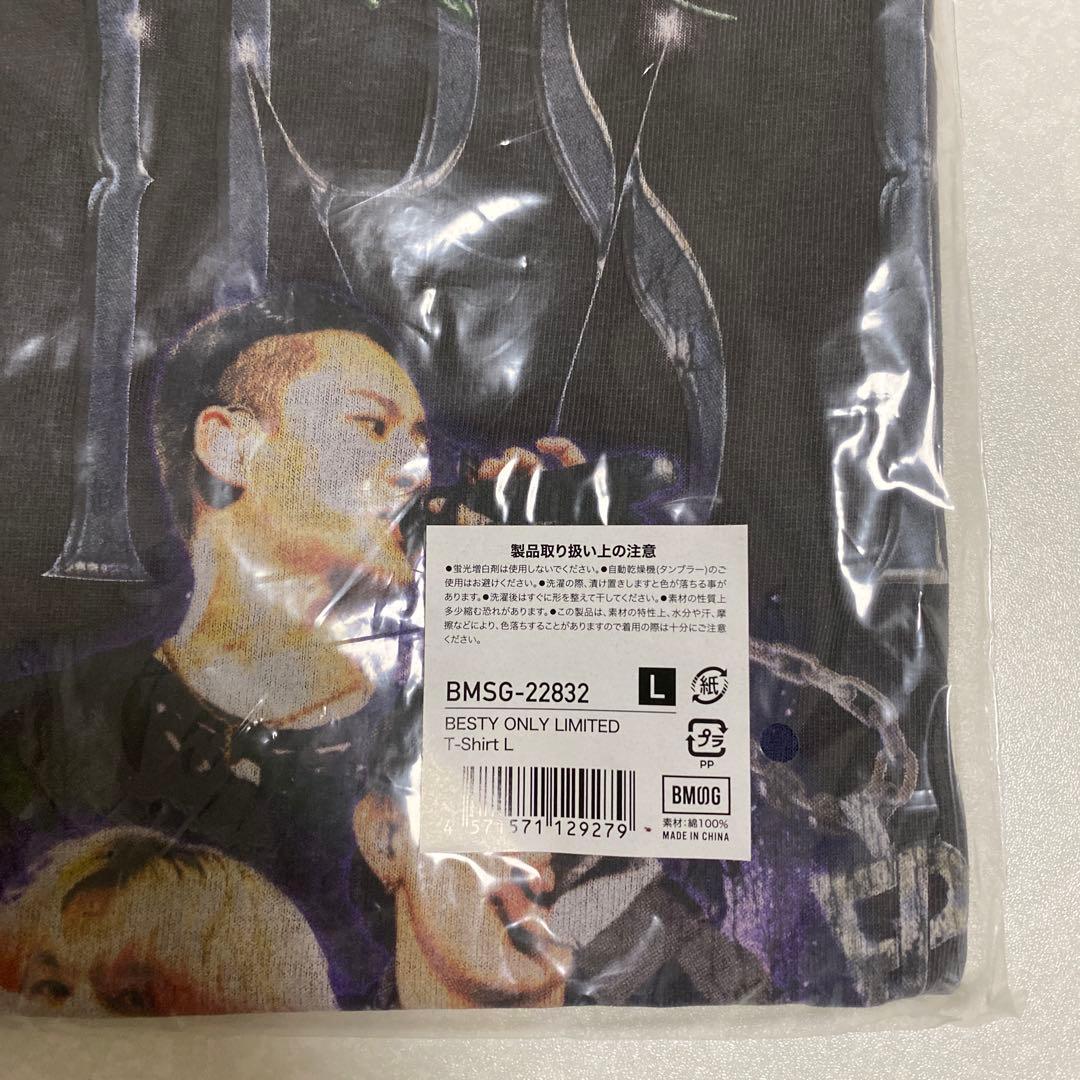 製品取り扱い上の注意
●蛍光増白剤は使用しないでください。●自動乾燥機(タンブラー)のご
使用はお避けください。●洗濯の際、漬け置きしますと色が落ちる事が
あります。●洗濯後はすぐに形を整えて干してください。●素材の性質上
多少縮む恐れがあります。●この製品は、素材の特性上、水分や汗、摩
擦などにより、色落ちすることがありますので着用の際は十分にご注意
ください。
BMSG-22832 L 紙
BESTY ONLY LIMITED
T-Shirt L
プラ
PP
4 571571 129279
BMSG
素材:綿100%
MADE IN CHINA